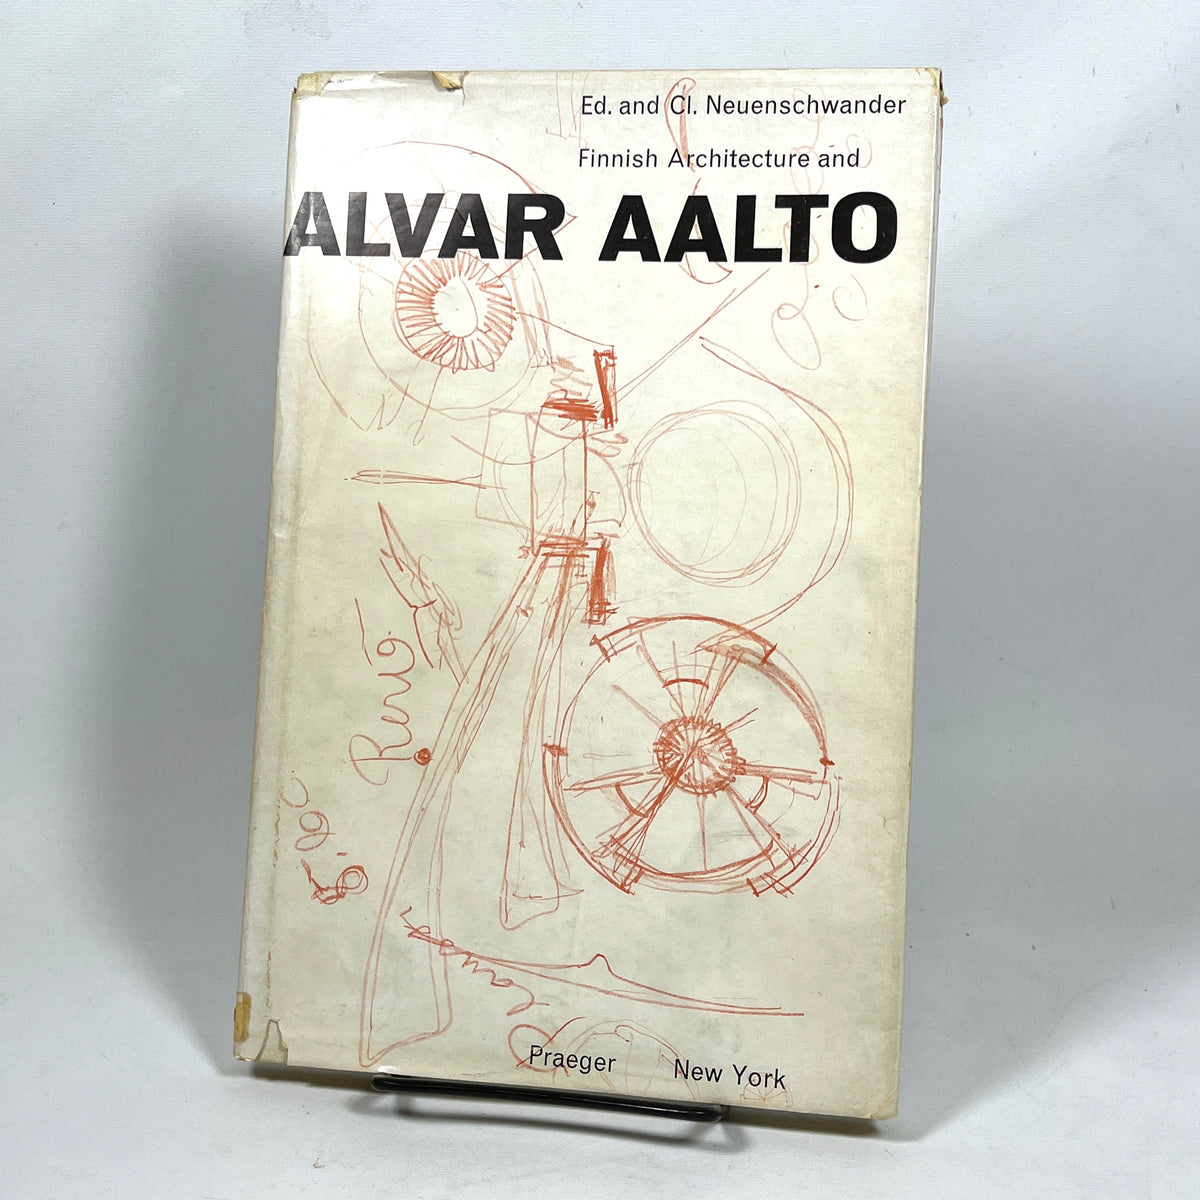 Ed. and Cl. Neuenschwander
Finnish Architecture and
ALVAR AALTO
Praeger New York